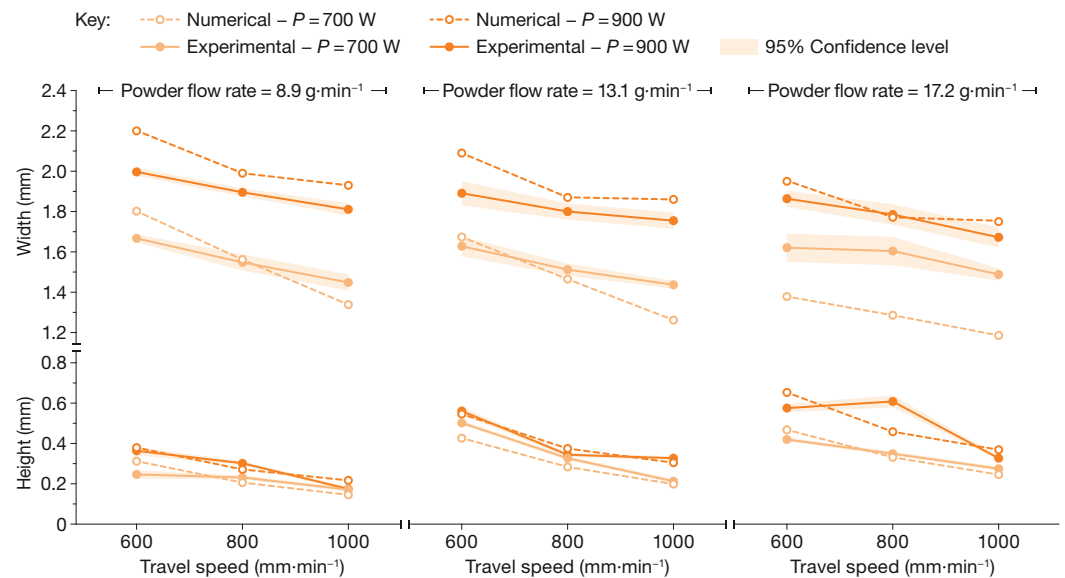 Key: Numerical – P = 700 W Numerical – P = 900 W
Experimental – P = 700 W Experimental – P = 900 W 95% Confidence level
Powder flow rate = 8.9 g·min⁻¹ Powder flow rate = 13.1 g·min⁻¹ Powder flow rate = 17.2 g·min⁻¹
Width (mm)
2.4
2.2
2.0
1.8
1.6
1.4
1.2
Height (mm)
0.8
0.6
0.4
0.2
0
600 800 1000 600 800 1000 600 800 1000
Travel speed (mm·min⁻¹) Travel speed (mm·min⁻¹) Travel speed (mm·min⁻¹)